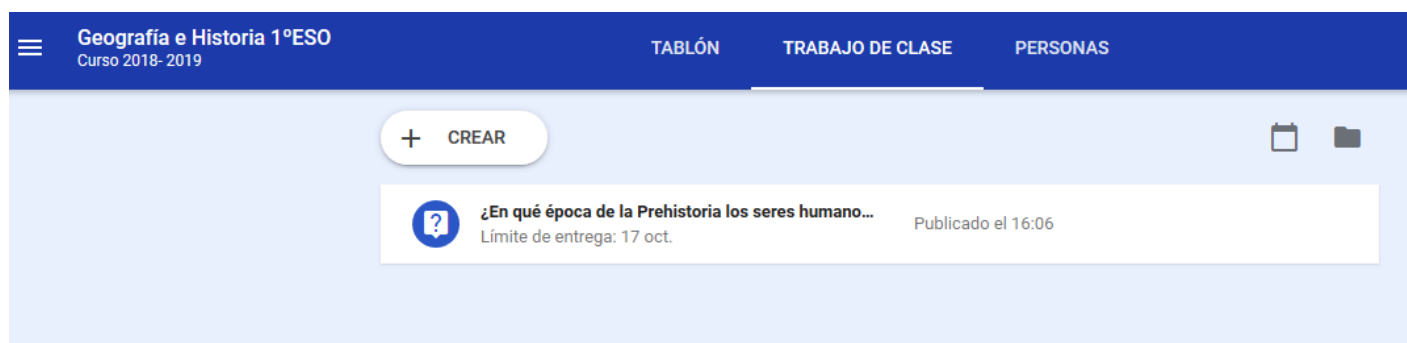 Geografía e Historia 1ºESO
Curso 2018- 2019
TABLÓN
TRABAJO DE CLASE
PERSONAS
+ CREAR
¿En qué época de la Prehistoria los seres humano...
Publicado el 16:06
Límite de entrega: 17 oct.